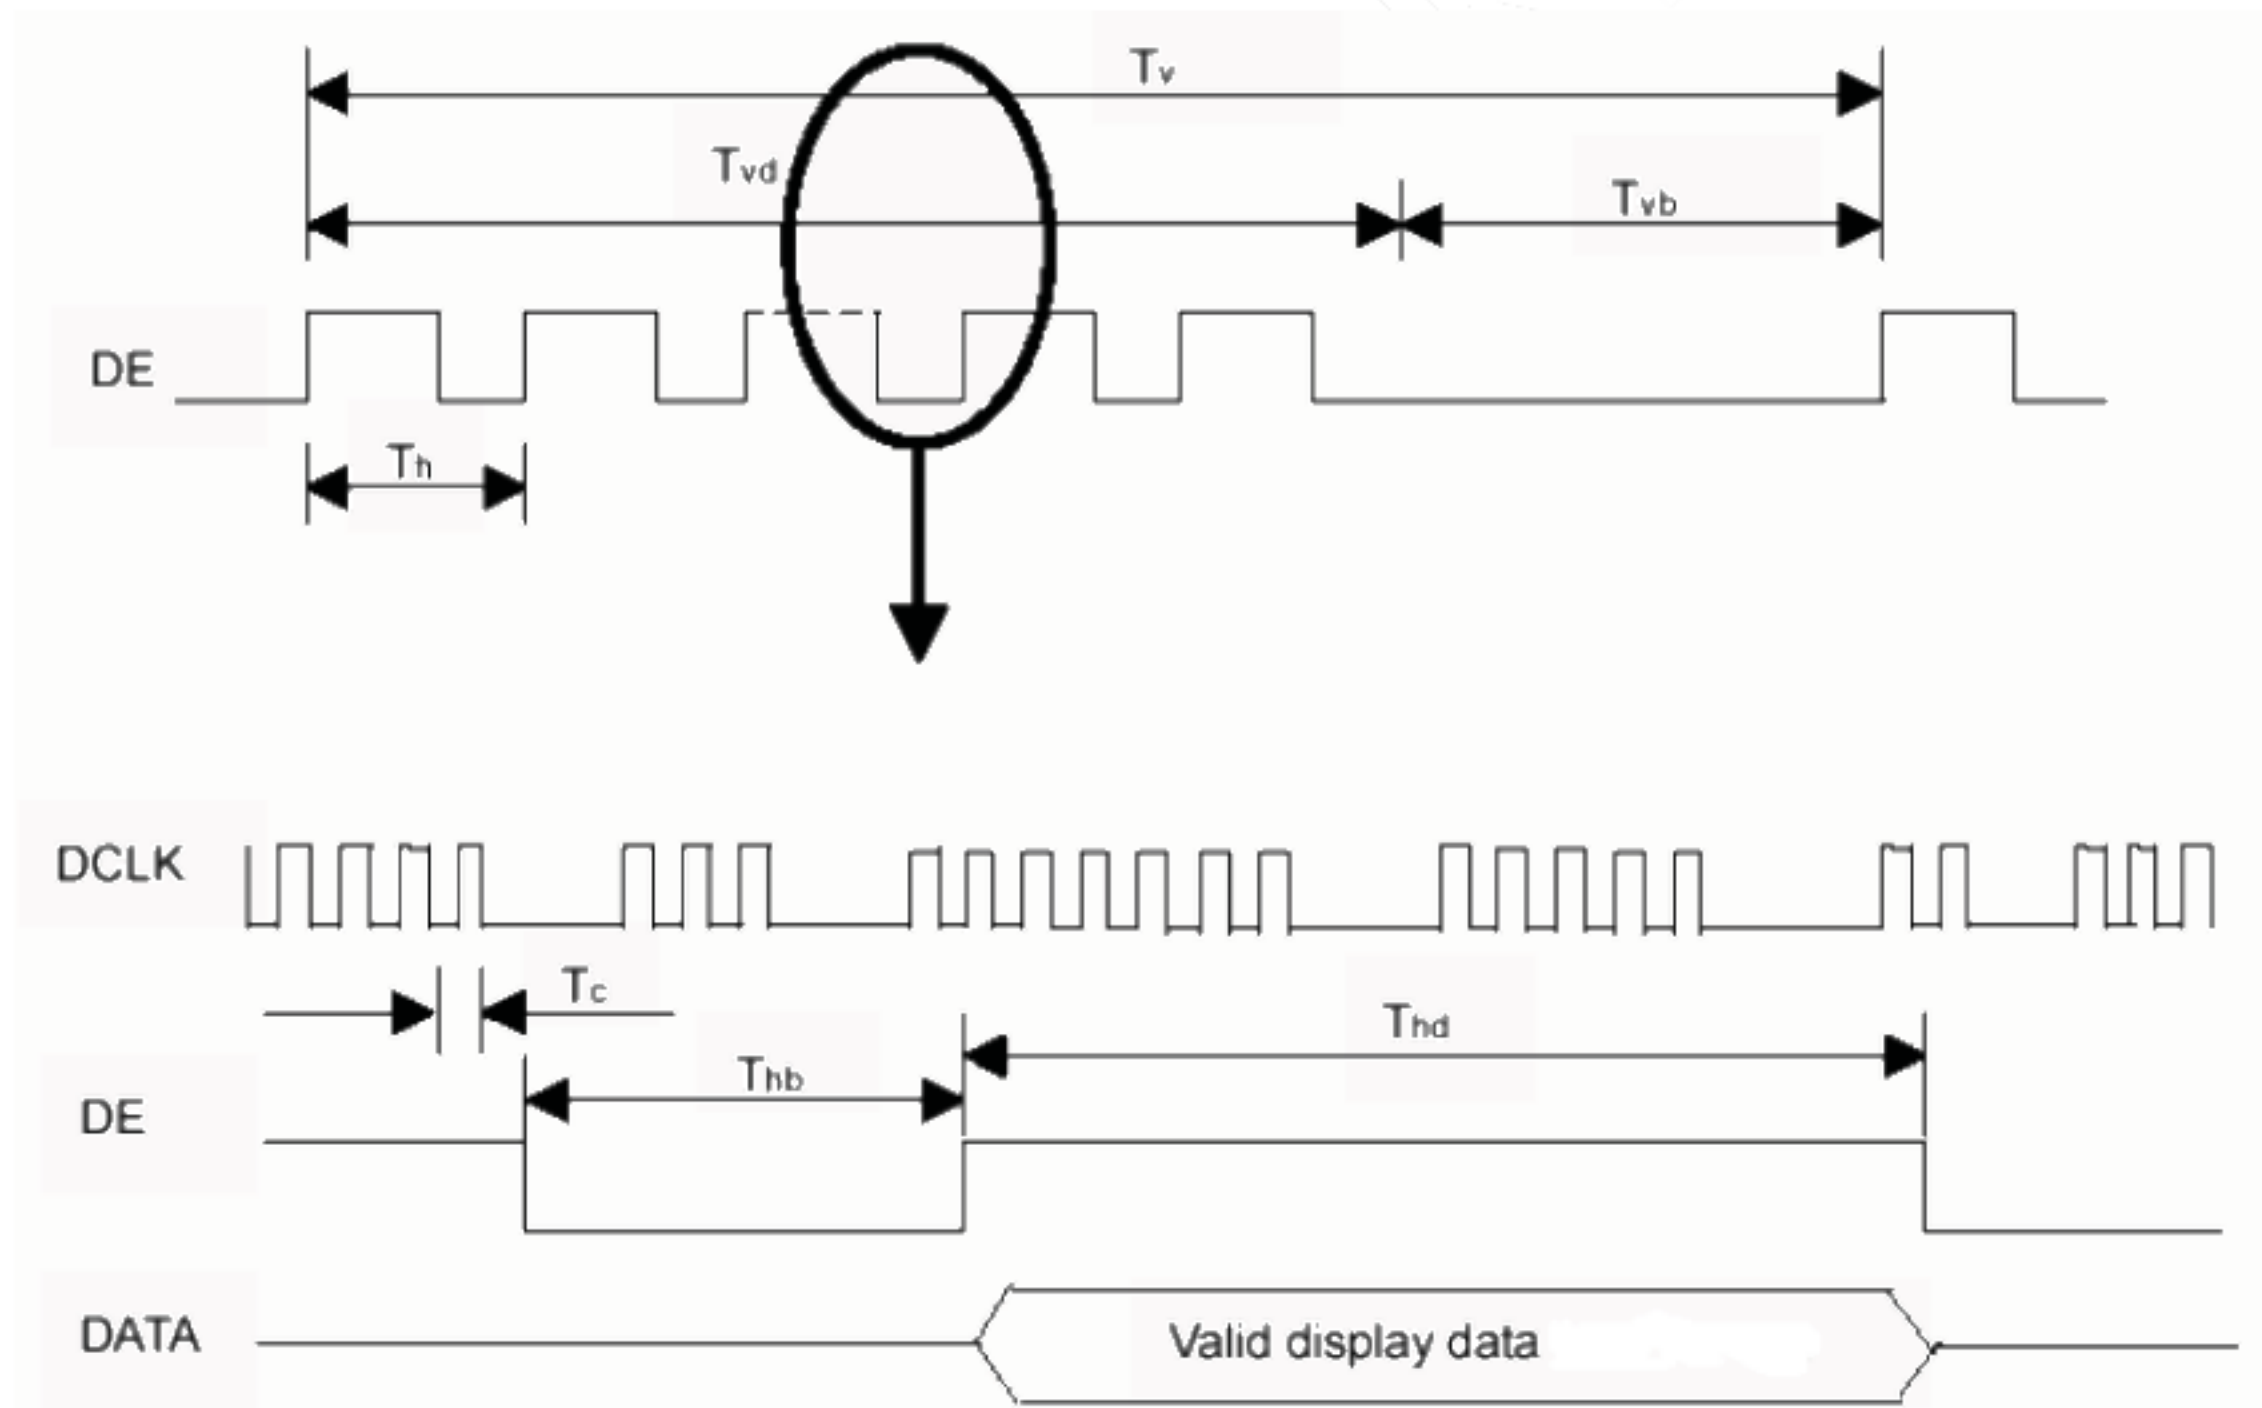 Tv
Tvd
Tvb
DE
Th
DCLK
Tc
Thd
Thb
DE
DATA
Valid display data